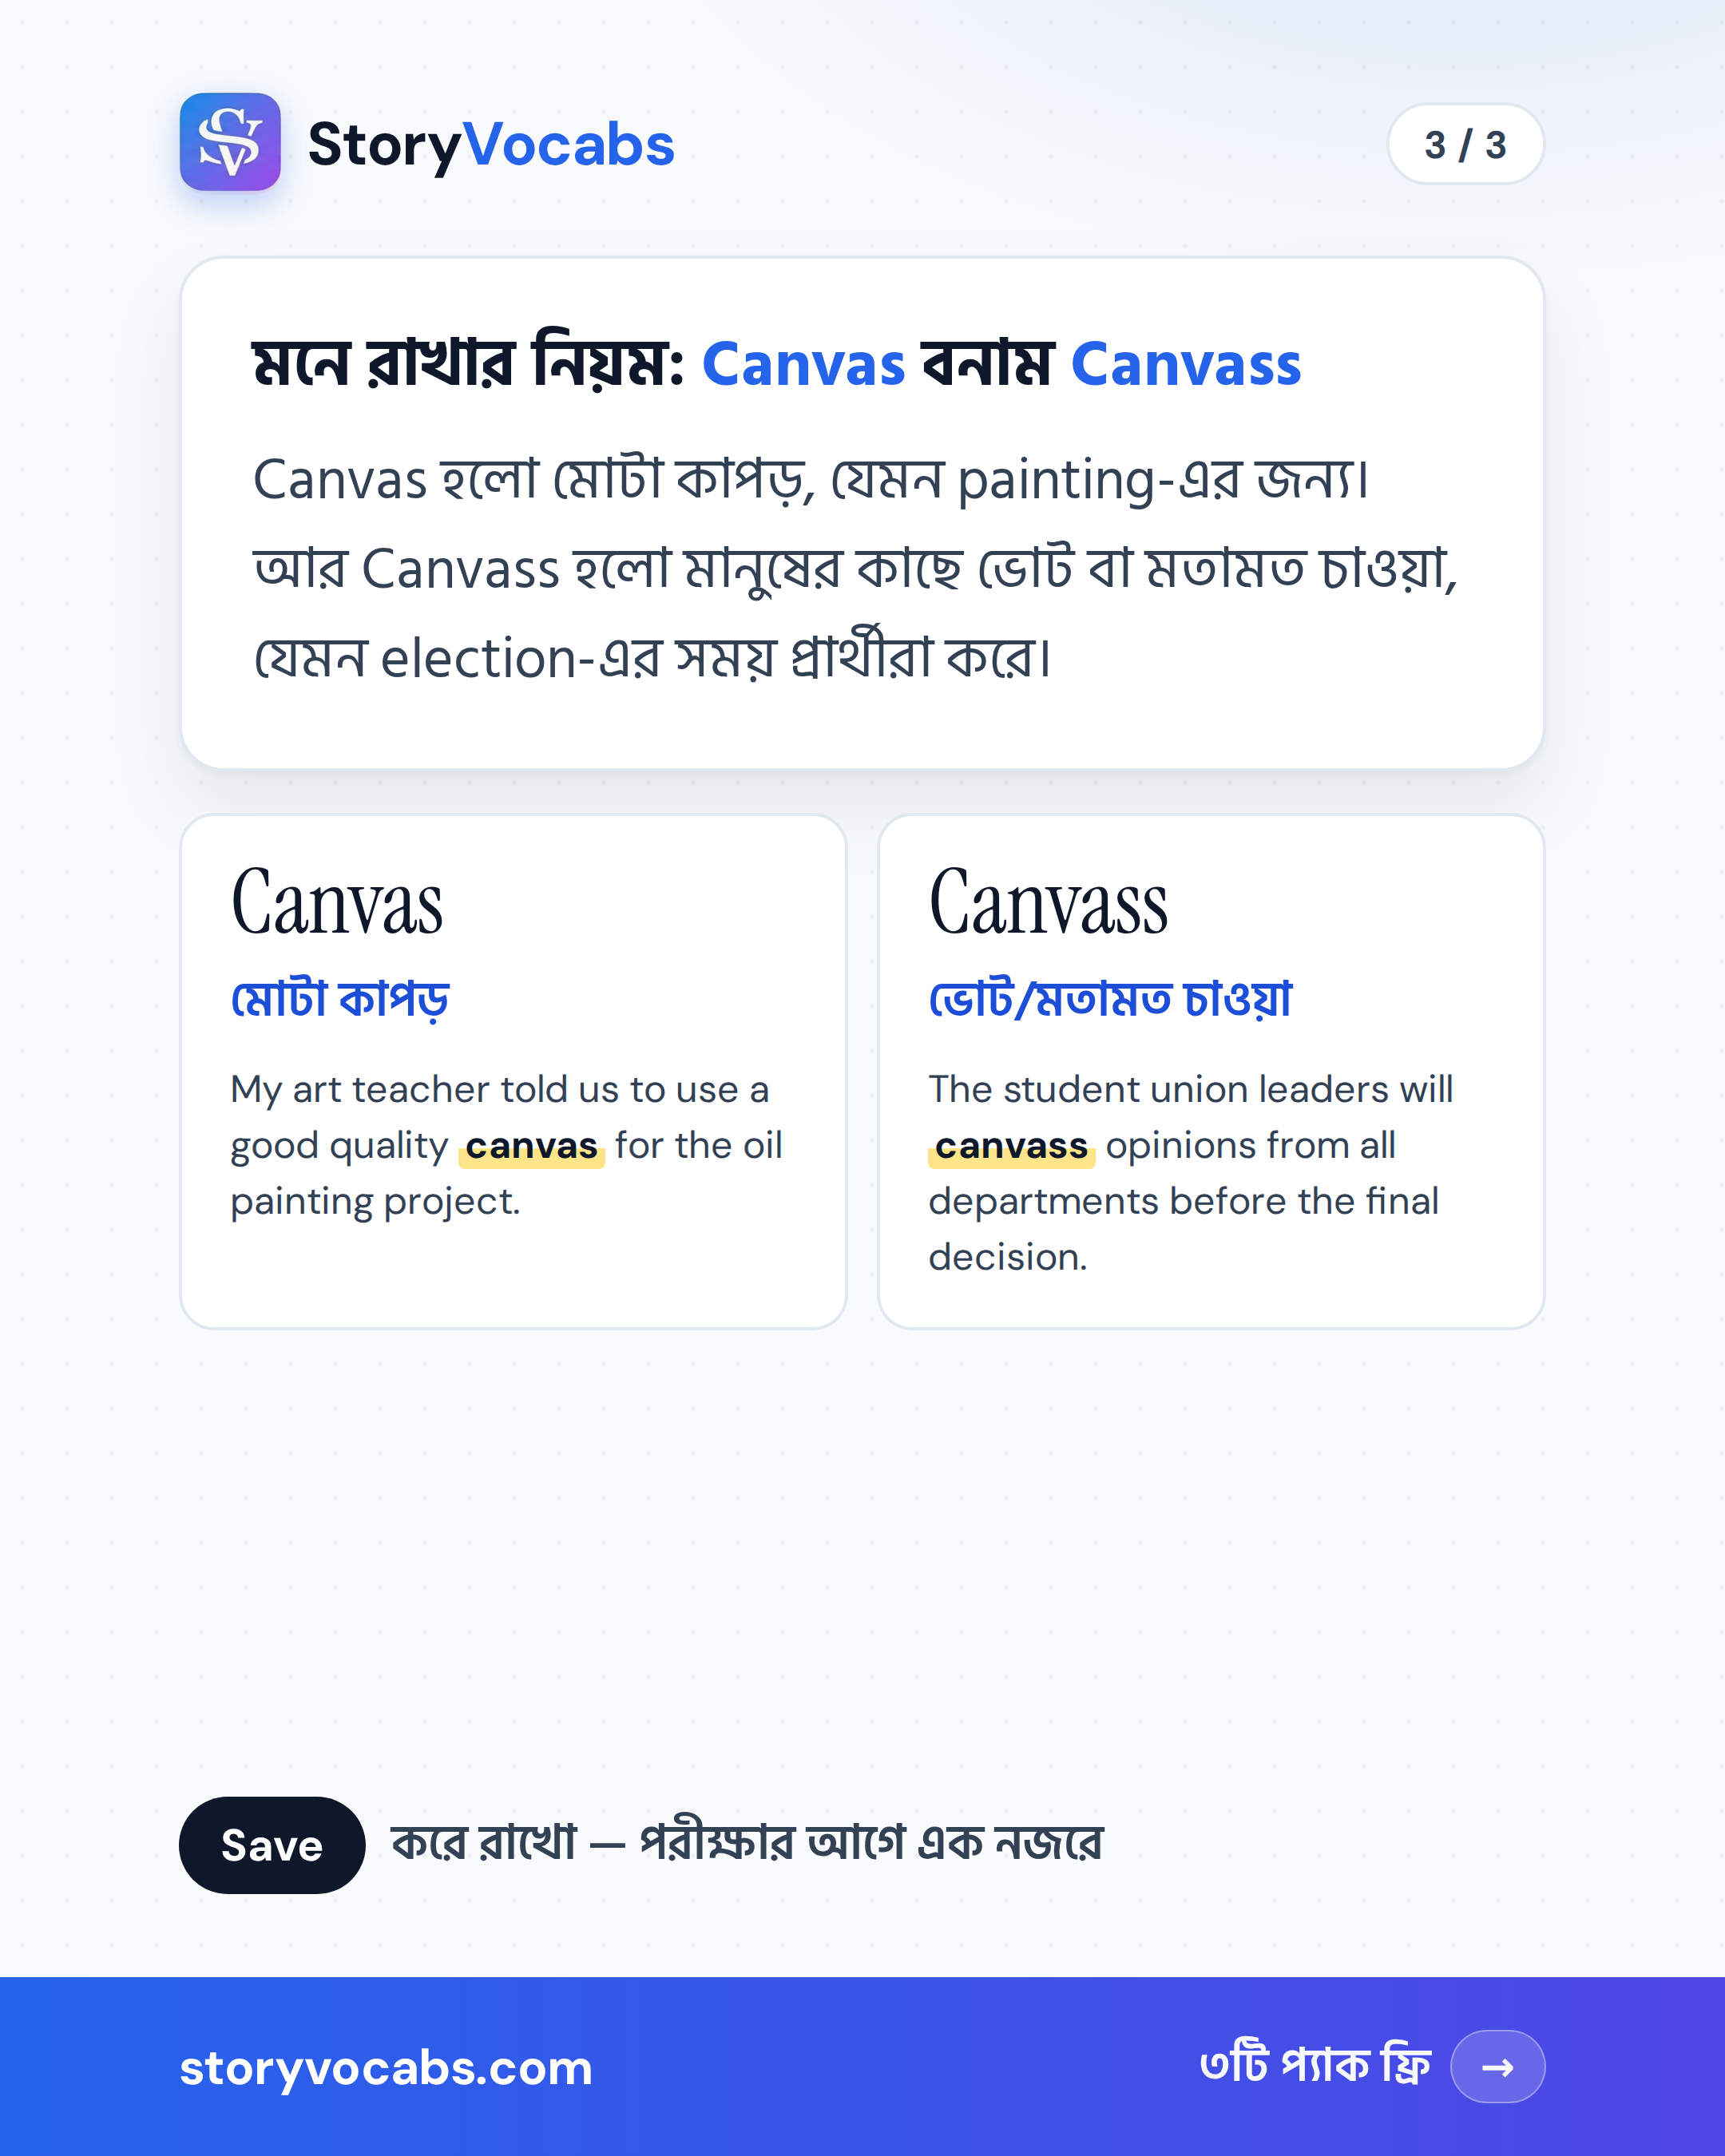 StoryVocabs
3 / 3
মনে রাখার নিয়ম: Canvas বনাম Canvass
Canvas হলো মোটা কাপড়, যেমন painting-এর জন্য।
আর Canvass হলো মানুষের কাছে ভোট বা মতামত চাওয়া,
যেমন election-এর সময় প্রার্থীরা করে।
Canvas
মোটা কাপড়
My art teacher told us to use a
good quality canvas for the oil
painting project.
Canvass
ভোট/মতামত চাওয়া
The student union leaders will
canvass opinions from all
departments before the final
decision.
Save করে রাখো — পরীক্ষার আগে এক নজরে
storyvocabs.com
৩টি প্যাক ফ্রি →